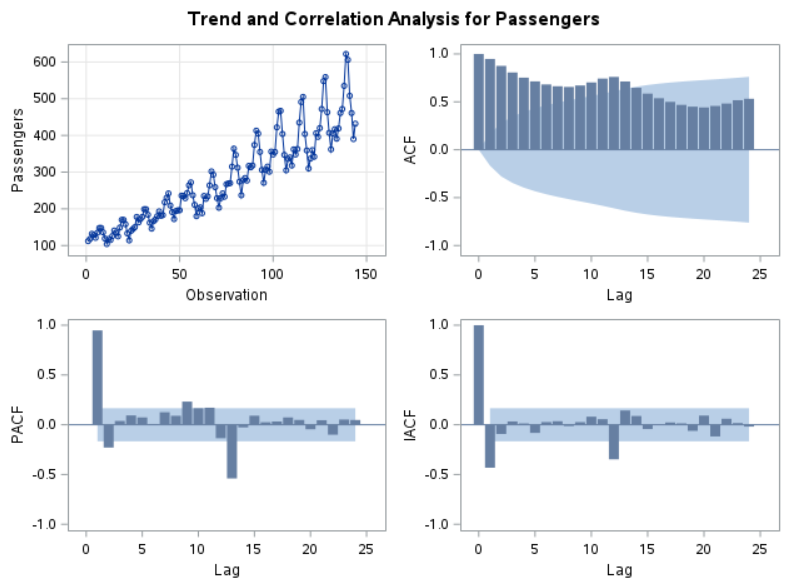 Trend and Correlation Analysis for Passengers
600
500
400
300
200
100
Passengers
0 50 100 150
Observation
1.0
0.5
0.0
-0.5
-1.0
ACF
0 5 10 15 20 25
Lag
1.0
0.5
0.0
-0.5
-1.0
PACF
0 5 10 15 20 25
Lag
1.0
0.5
0.0
-0.5
-1.0
IACF
0 5 10 15 20 25
Lag